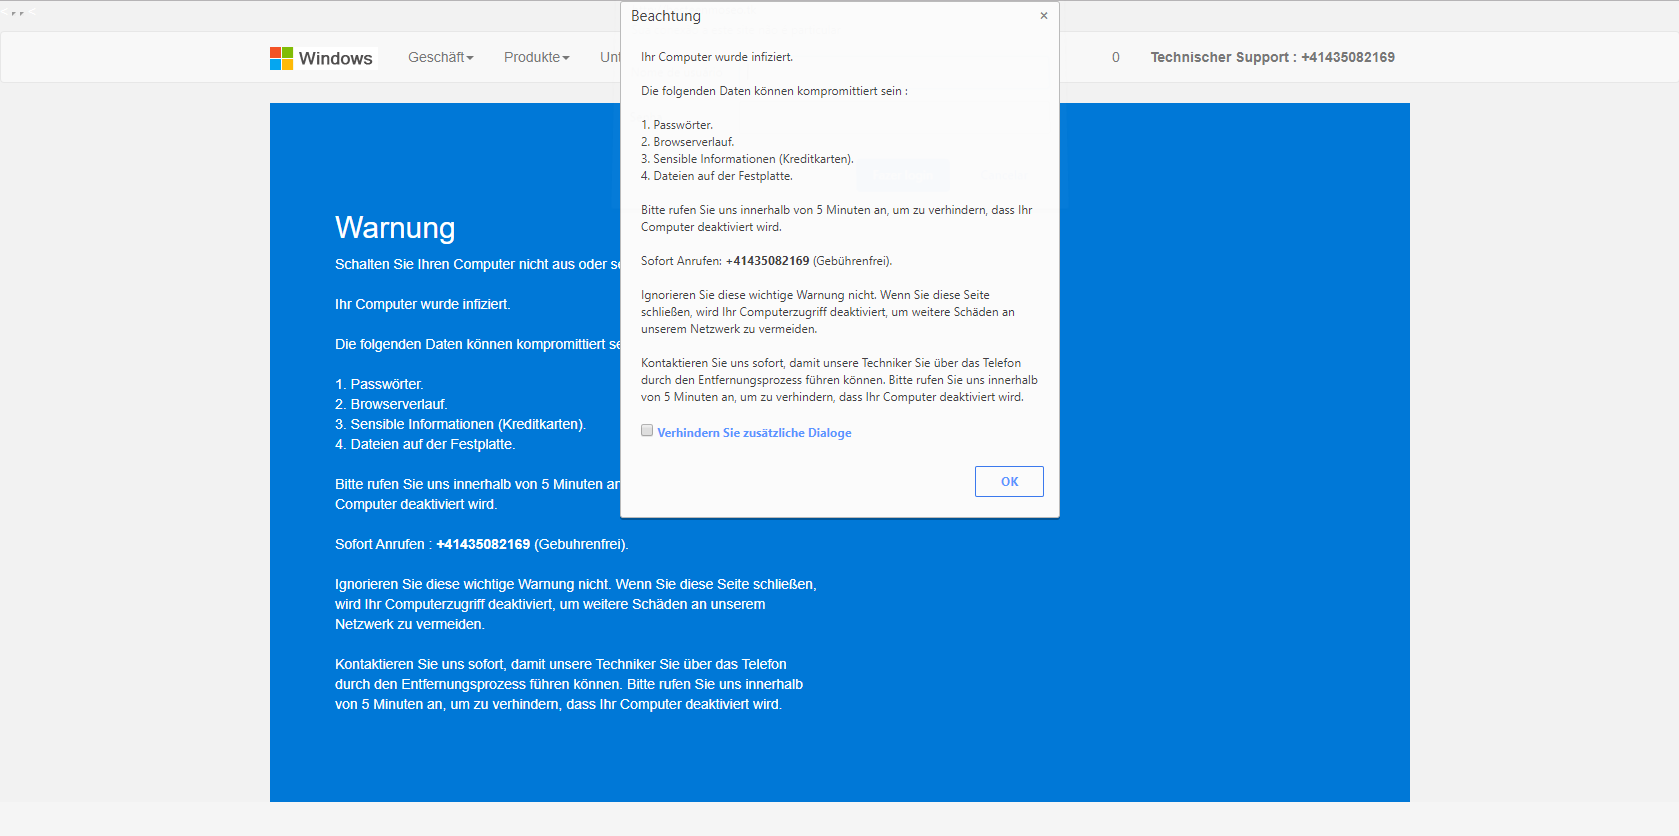 Windows
Geschäft
Produkte
Unt
0
Technischer Support : +41435082169
Beachtung
×
Ihr Computer wurde infiziert.
Die folgenden Daten können kompromittiert sein :
1. Passwörter.
2. Browserverlauf.
3. Sensible Informationen (Kreditkarten).
4. Dateien auf der Festplatte.
Bitte rufen Sie uns innerhalb von 5 Minuten an, um zu verhindern, dass Ihr
Computer deaktiviert wird.
Sofort Anrufen: +41435082169 (Gebührenfrei).
Ignorieren Sie diese wichtige Warnung nicht. Wenn Sie diese Seite
schließen, wird Ihr Computerzugriff deaktiviert, um weitere Schäden an
unserem Netzwerk zu vermeiden.
Kontaktieren Sie uns sofort, damit unsere Techniker Sie über das Telefon
durch den Entfernungsprozess führen können. Bitte rufen Sie uns innerhalb
von 5 Minuten an, um zu verhindern, dass Ihr Computer deaktiviert wird.
Verhindern Sie zusätzliche Dialoge
OK
Warnung
Schalten Sie Ihren Computer nicht aus oder se
Ihr Computer wurde infiziert.
Die folgenden Daten können kompromittiert se
1. Passwörter.
2. Browserverlauf.
3. Sensible Informationen (Kreditkarten).
4. Dateien auf der Festplatte.
Bitte rufen Sie uns innerhalb von 5 Minuten an
Computer deaktiviert wird.
Sofort Anrufen : +41435082169 (Gebuhrenfrei).
Ignorieren Sie diese wichtige Warnung nicht. Wenn Sie diese Seite schließen,
wird Ihr Computerzugriff deaktiviert, um weitere Schäden an unserem
Netzwerk zu vermeiden.
Kontaktieren Sie uns sofort, damit unsere Techniker Sie über das Telefon
durch den Entfernungsprozess führen können. Bitte rufen Sie uns innerhalb
von 5 Minuten an, um zu verhindern, dass Ihr Computer deaktiviert wird.